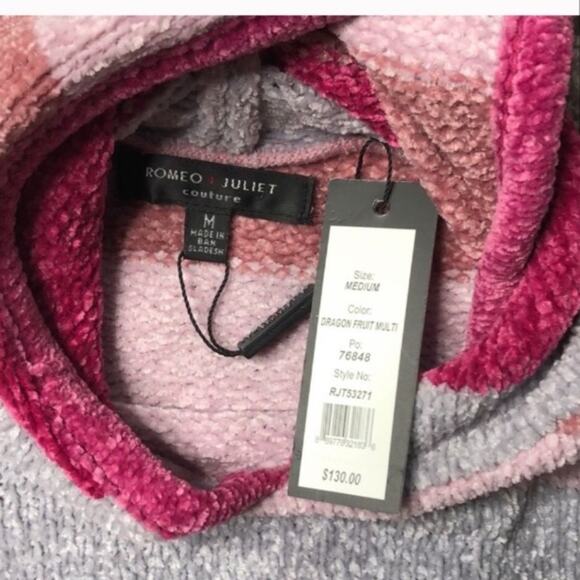 ROMEO + JULIET
couture
M
MADE IN
BAN
GLADESH
Size:
MEDIUM
Color:
DRAGON FRUIT MULTI
Po:
76848
Style No:
RJT53271
$130.00